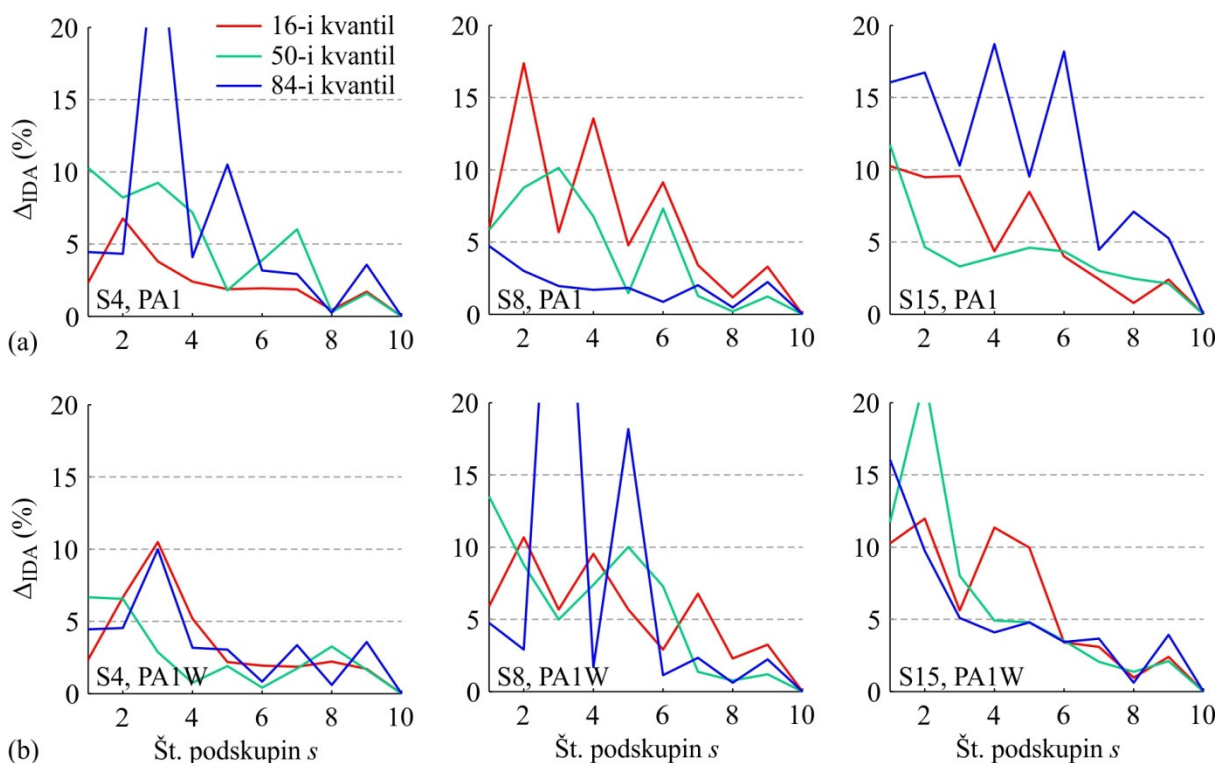 20
15
10
5
0
Δ_IDA (%)
16-i kvantil
50-i kvantil
84-i kvantil
S4, PA1
2 4 6 8 10
20
15
10
5
0
S8, PA1
2 4 6 8 10
20
15
10
5
0
S15, PA1
2 4 6 8 10
(a)
20
15
10
5
0
Δ_IDA (%)
S4, PA1W
2 4 6 8 10
Št. podskupin s
20
15
10
5
0
S8, PA1W
2 4 6 8 10
Št. podskupin s
20
15
10
5
0
S15, PA1W
2 4 6 8 10
Št. podskupin s
(b)